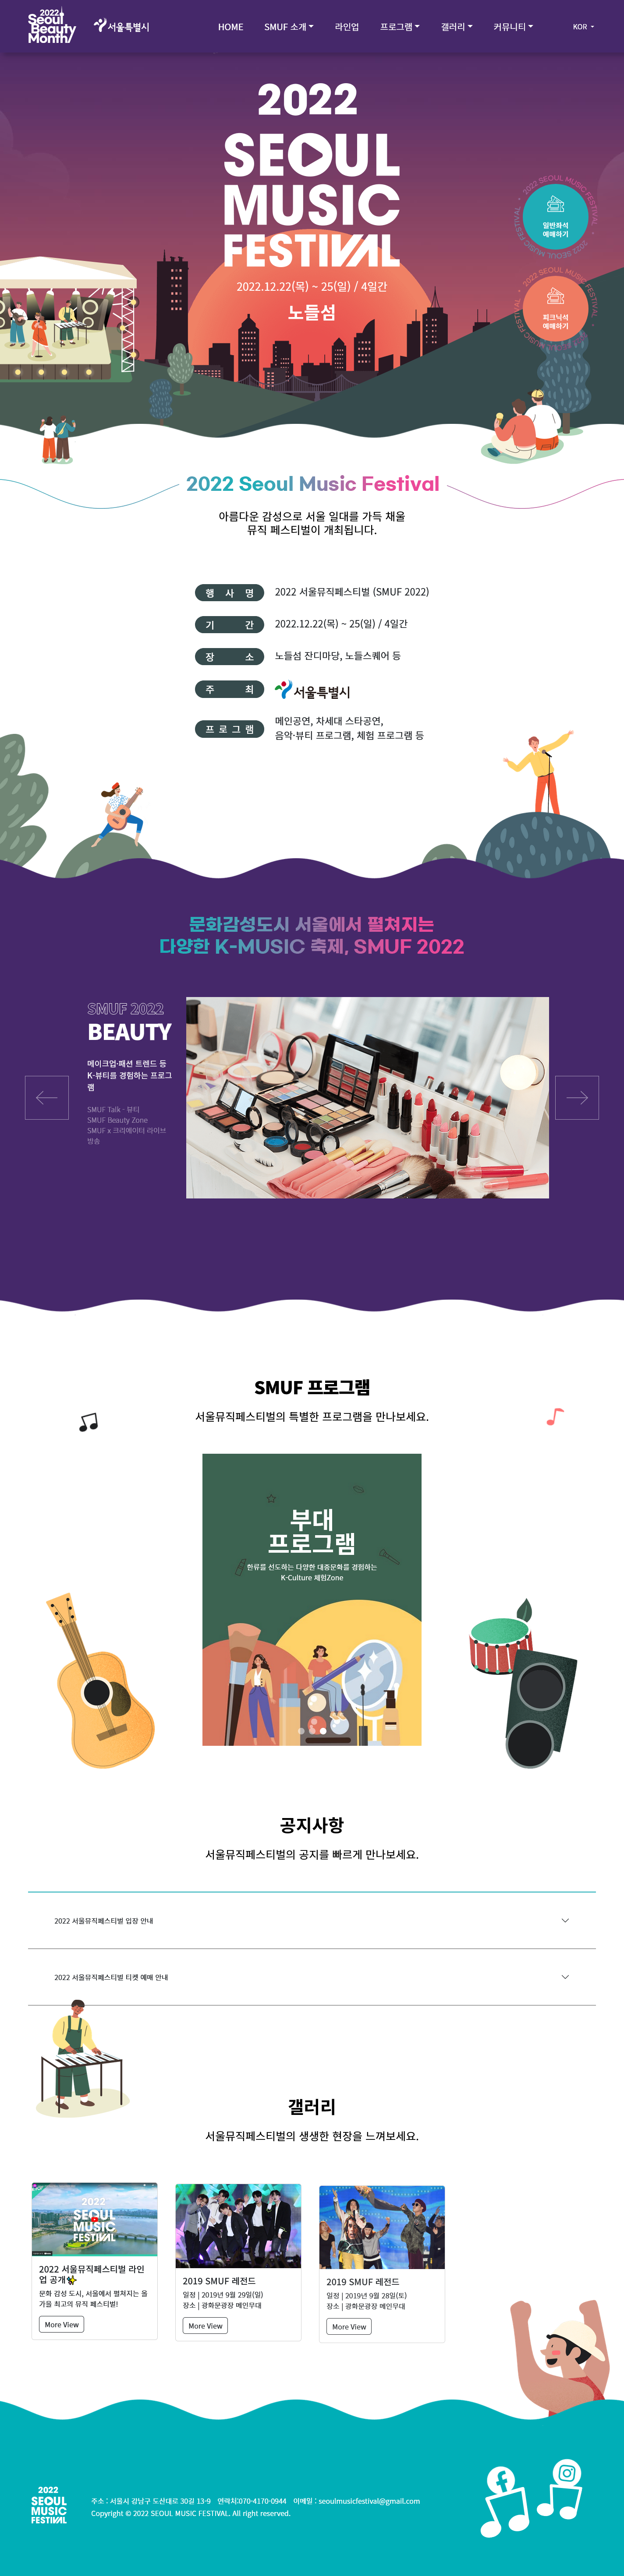 2022
Seoul
Beauty
Month
서울특별시
HOME
SMUF 소개
라인업
프로그램
갤러리
커뮤니티
KOR
2022
SEOUL
MUSIC
FESTIVAL
2022.12.22(목) ~ 25(일) / 4일간
노들섬
2022 SEOUL MUSIC FESTIVAL
2022 SEOUL MUSIC FESTIVAL
일반좌석
예매하기
2022 SEOUL MUSIC FESTIVAL
피크닉석
예매하기
2022 Seoul Music Festival
아름다운 감성으로 서울 일대를 가득 채울
뮤직 페스티벌이 개최됩니다.
행 사 명 2022 서울뮤직페스티벌 (SMUF 2022)
기 간 2022.12.22(목) ~ 25(일) / 4일간
장 소 노들섬 잔디마당, 노들스퀘어 등
주 최 서울특별시
프 로 그 램 메인공연, 차세대 스타공연,
음악·뷰티 프로그램, 체험 프로그램 등
문화감성도시 서울에서 펼쳐지는
다양한 K-MUSIC 축제, SMUF 2022
SMUF 2022
BEAUTY
메이크업·패션 트렌드 등
K-뷰티를 경험하는 프로그
램
SMUF Talk - 뷰티
SMUF Beauty Zone
SMUF x 크리에이터 라이브
방송
SMUF 프로그램
서울뮤직페스티벌의 특별한 프로그램을 만나보세요.
부대
프로그램
한류를 선도하는 다양한 대중문화를 경험하는
K-Culture 체험Zone
공지사항
서울뮤직페스티벌의 공지를 빠르게 만나보세요.
2022 서울뮤직페스티벌 입장 안내
2022 서울뮤직페스티벌 티켓 예매 안내
갤러리
서울뮤직페스티벌의 생생한 현장을 느껴보세요.
2022
SEOUL
MUSIC
FESTIVAL
2022 서울뮤직페스티벌 라인
업 공개
문화 감성 도시, 서울에서 펼쳐지는 올
가을 최고의 뮤직 페스티벌!
More View
2019 SMUF 레전드
일정 | 2019년 9월 29일(일)
장소 | 광화문광장 메인무대
More View
2019 SMUF 레전드
일정 | 2019년 9월 28일(토)
장소 | 광화문광장 메인무대
More View
2022
SEOUL
MUSIC
FESTIVAL
주소 : 서울시 강남구 도산대로 30길 13-9 연락처:070-4170-0944 이메일 : seoulmusicfestival@gmail.com
Copyright © 2022 SEOUL MUSIC FESTIVAL. All right reserved.